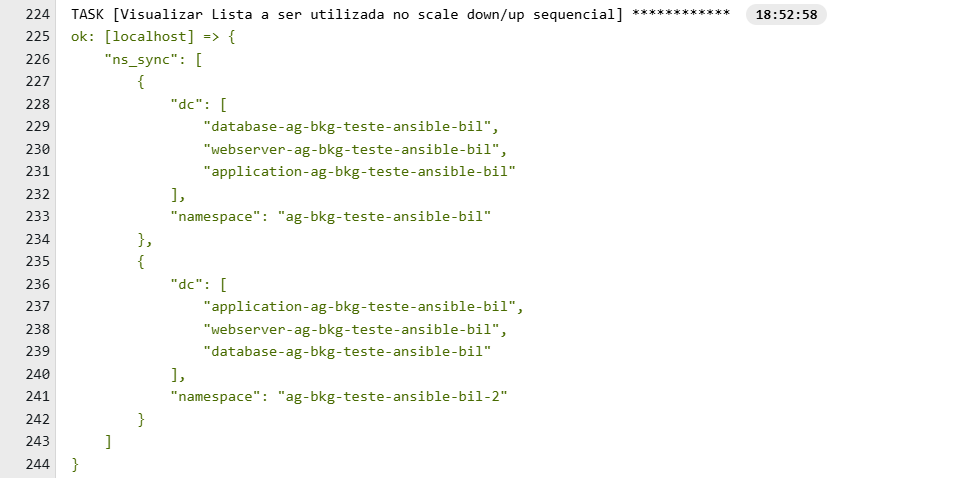 224 TASK [Visualizar Lista a ser utilizada no scale down/up sequencial] ************ 18:52:58
225 ok: [localhost] => {
226     "ns_sync": [
227         {
228             "dc": [
229                 "database-ag-bkg-teste-ansible-bil",
230                 "webserver-ag-bkg-teste-ansible-bil",
231                 "application-ag-bkg-teste-ansible-bil"
232             ],
233             "namespace": "ag-bkg-teste-ansible-bil"
234         },
235         {
236             "dc": [
237                 "application-ag-bkg-teste-ansible-bil",
238                 "webserver-ag-bkg-teste-ansible-bil",
239                 "database-ag-bkg-teste-ansible-bil"
240             ],
241             "namespace": "ag-bkg-teste-ansible-bil-2"
242         }
243     ]
244 }